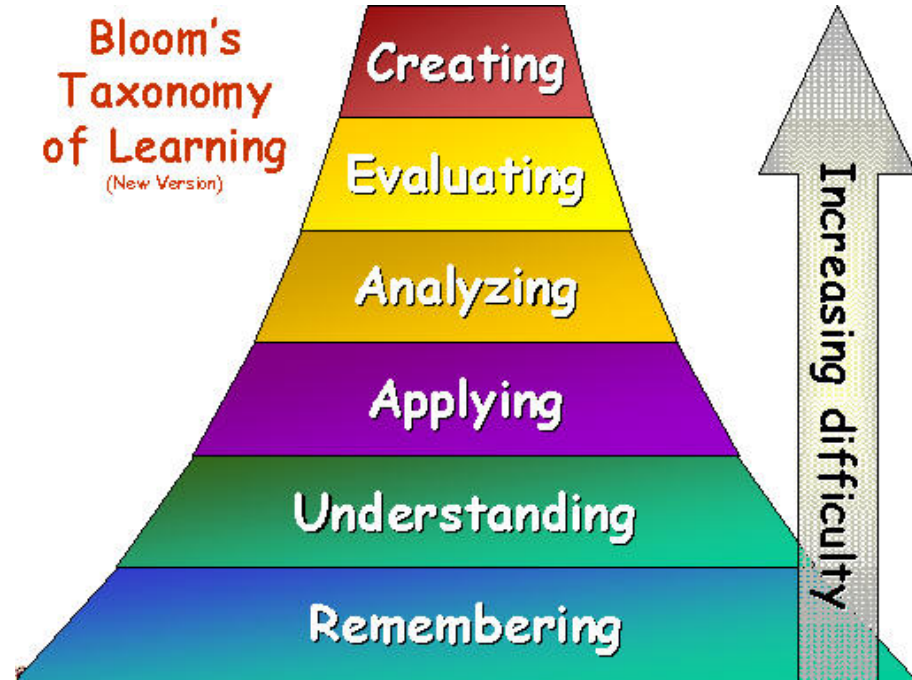 Bloom's
Taxonomy
of Learning
(New Version)
Creating
Evaluating
Analyzing
Applying
Understanding
Remembering
Increasing difficulty